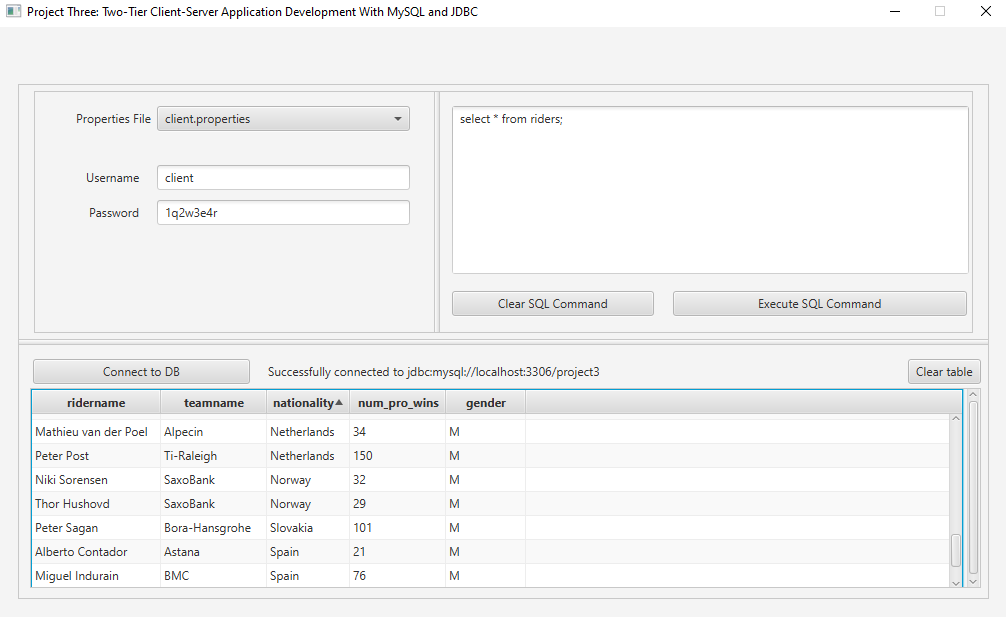 Project Three: Two-Tier Client-Server Application Development With MySQL and JDBC
Properties File client.properties
Username client
Password 1q2w3e4r
select * from riders;
Clear SQL Command Execute SQL Command
Connect to DB Successfully connected to jdbc:mysql://localhost:3306/project3 Clear table
ridername teamname nationality num_pro_wins gender
Mathieu van der Poel Alpecin Netherlands 34 M
Peter Post Ti-Raleigh Netherlands 150 M
Niki Sorensen SaxoBank Norway 32 M
Thor Hushovd SaxoBank Norway 29 M
Peter Sagan Bora-Hansgrohe Slovakia 101 M
Alberto Contador Astana Spain 21 M
Miguel Indurain BMC Spain 76 M